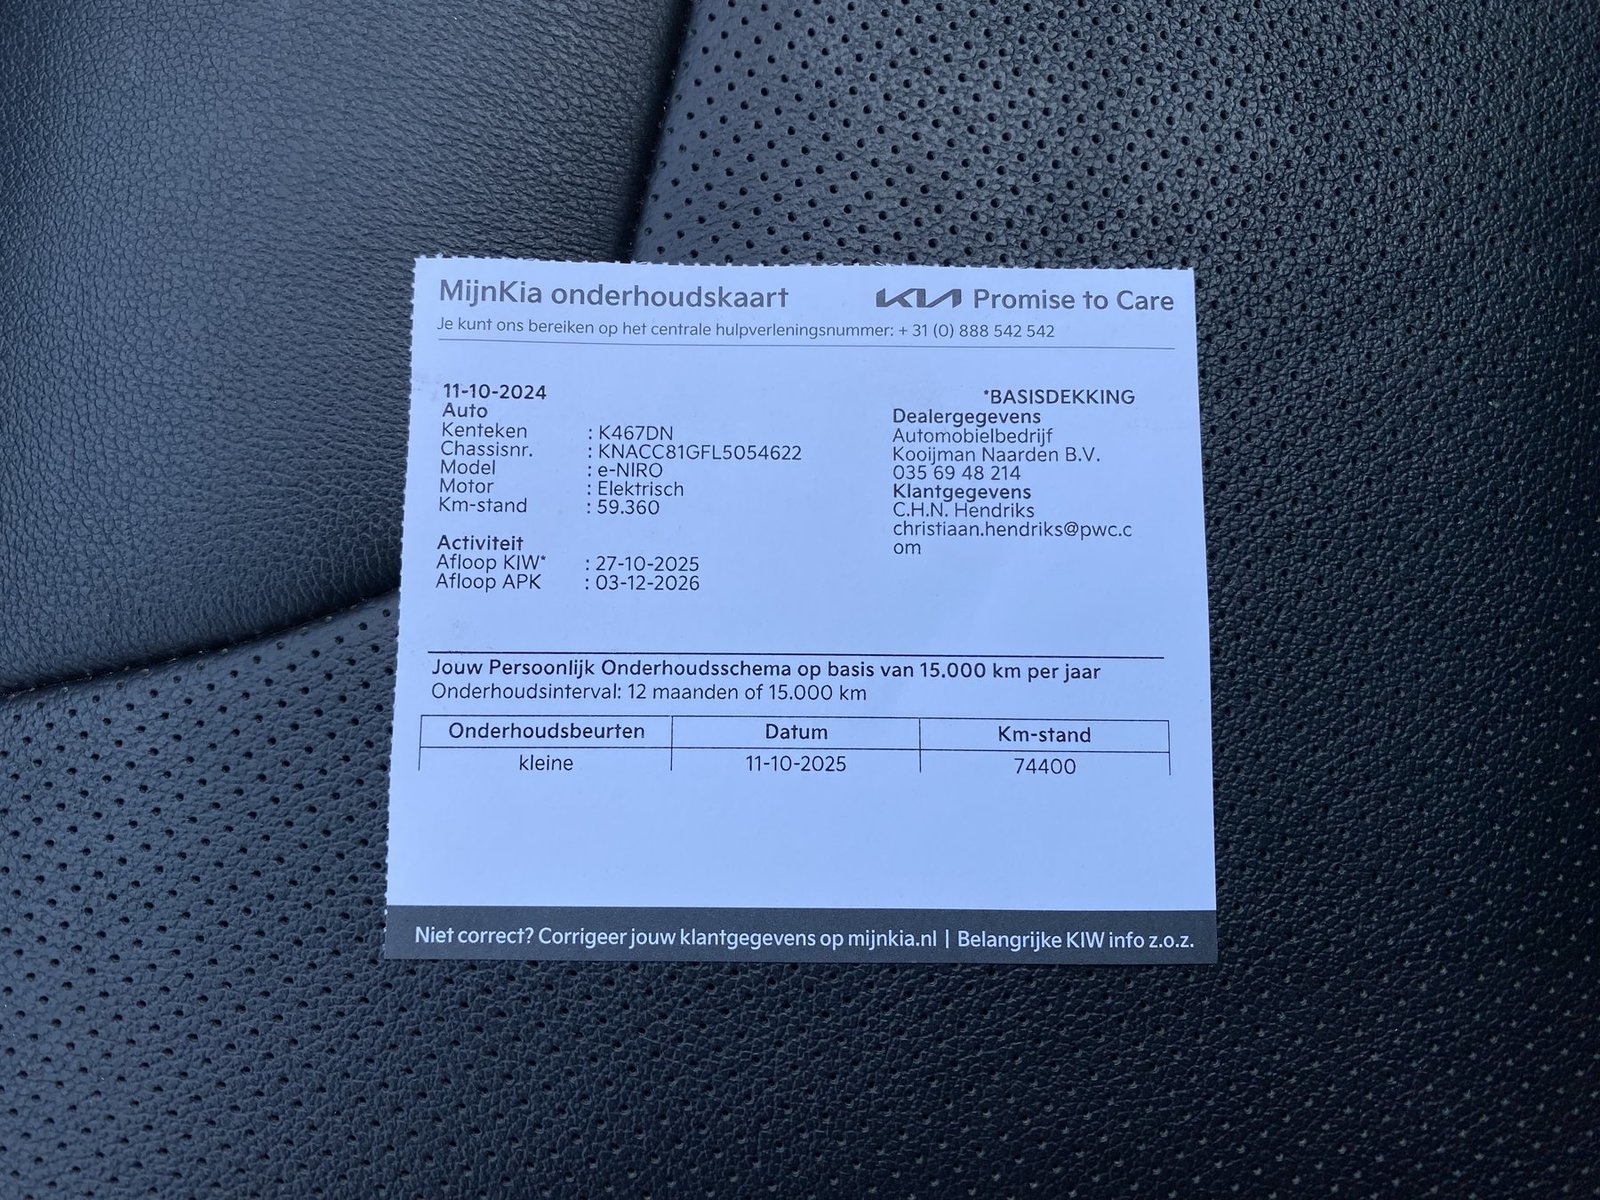 MijnKia onderhoudskaart KIA Promise to Care
Je kunt ons bereiken op het centrale hulpverleningsnummer: + 31 (0) 888 542 542
11-10-2024
Auto
Kenteken : K467DN
Chassisnr. : KNACC81GFL5054622
Model : e-NIRO
Motor : Elektrisch
Km-stand : 59.360
Activiteit
Afloop KIW* : 27-10-2025
Afloop APK : 03-12-2026
*BASISDEKKING
Dealergegevens
Automobielbedrijf
Kooijman Naarden B.V.
035 69 48 214
Klantgegevens
C.H.N. Hendriks
christiaan.hendriks@pwc.c
om
Jouw Persoonlijk Onderhoudsschema op basis van 15.000 km per jaar
Onderhoudsinterval: 12 maanden of 15.000 km
Onderhoudsbeurten Datum Km-stand
kleine 11-10-2025 74400
Niet correct? Corrigeer jouw klantgegevens op mijnkia.nl | Belangrijke KIW info z.o.z.